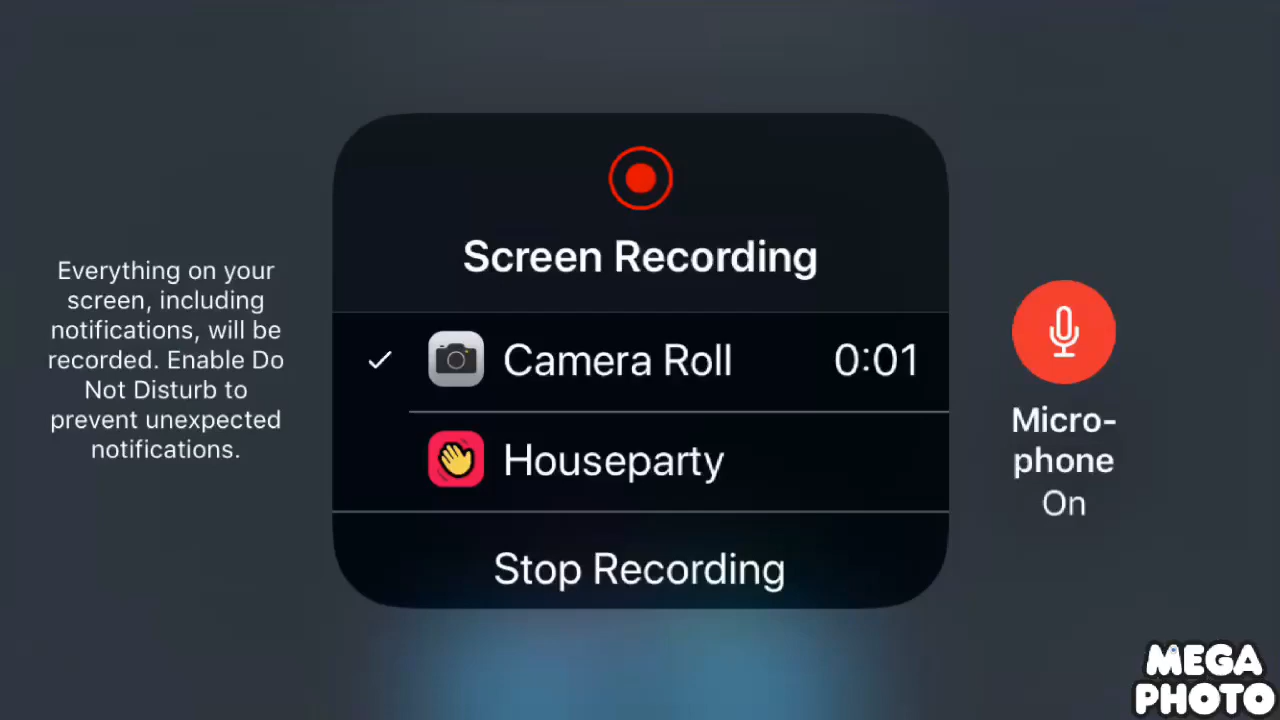 Everything on your
screen, including
notifications, will be
recorded. Enable Do
Not Disturb to
prevent unexpected
notifications.
Screen Recording
Camera Roll 0:01
Houseparty
Stop Recording
Micro-
phone
On
MEGA
PHOTO